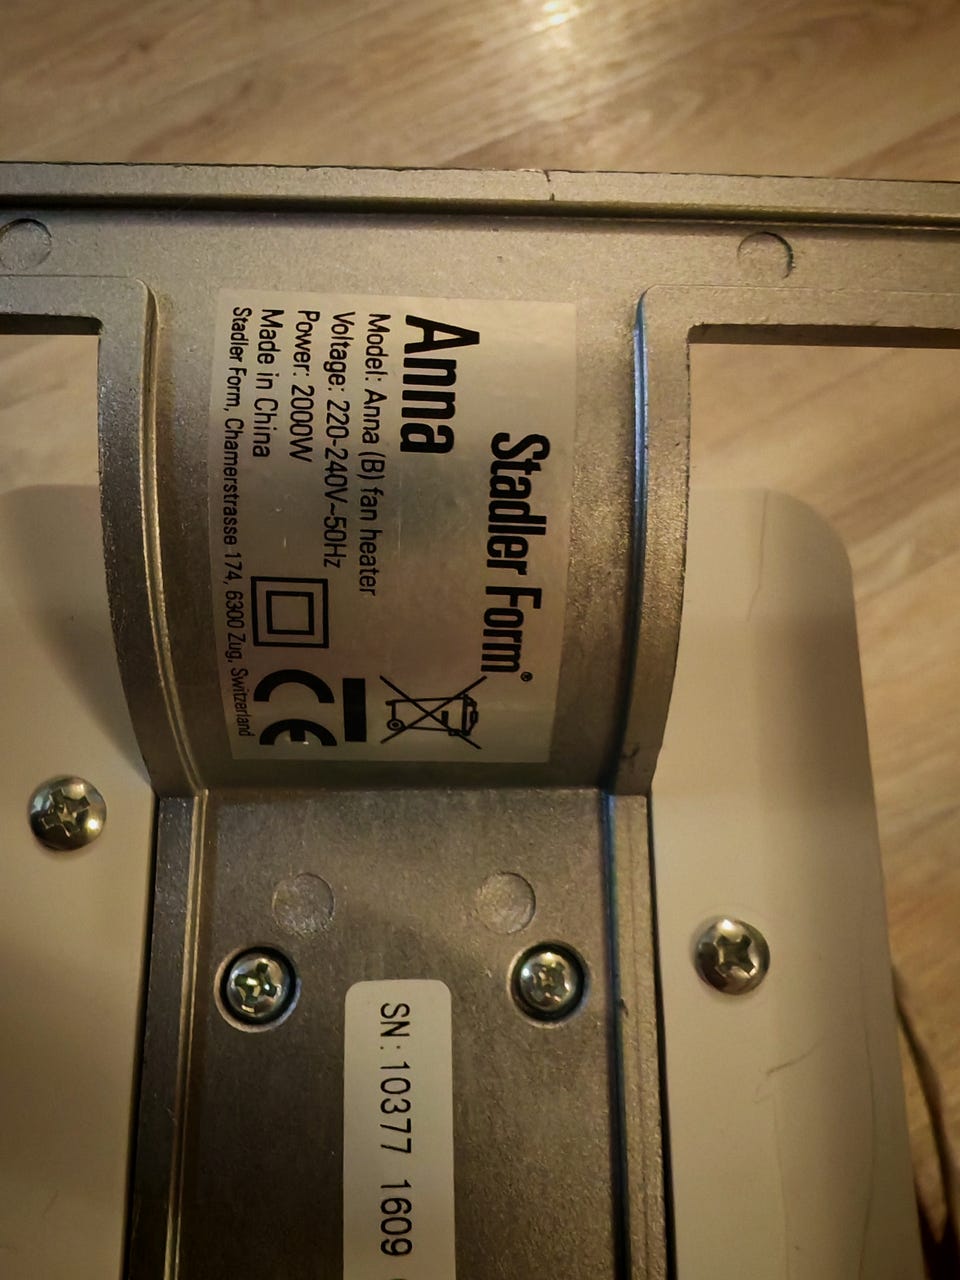 Stadler Form®
Anna
Model: Anna (B) fan heater
Voltage: 220-240V~50Hz
Power: 2000W
Made in China
Stadler Form, Chamerstrasse 174, 6300 Zug, Switzerland
CE
SN: 10377 1609